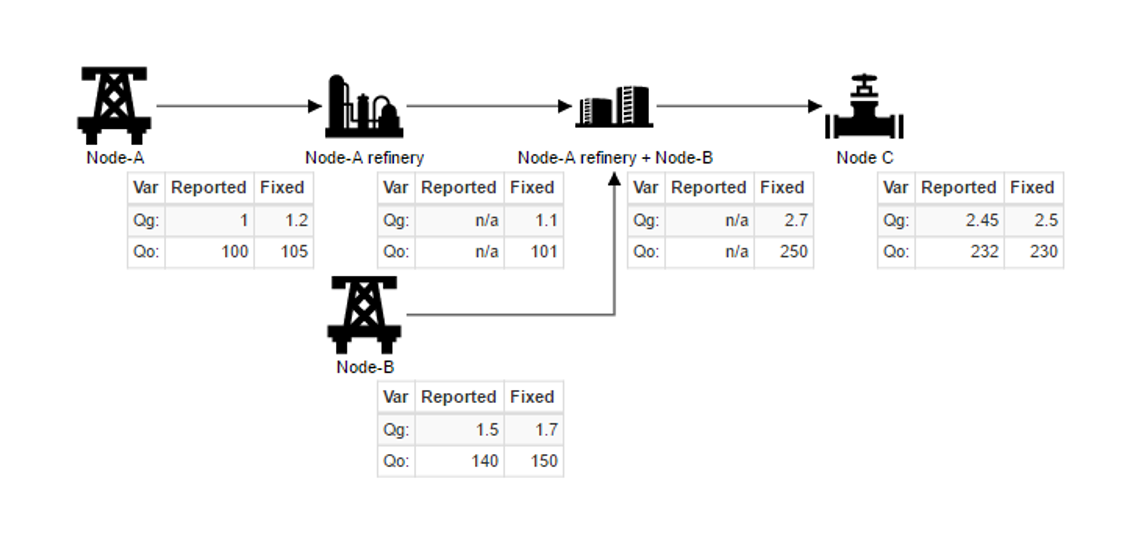 Node-A
Node-A refinery
Node-A refinery + Node-B
Node C
Var Reported Fixed
Qg: 1 1.2
Qo: 100 105
Var Reported Fixed
Qg: n/a 1.1
Qo: n/a 101
Var Reported Fixed
Qg: n/a 2.7
Qo: n/a 250
Var Reported Fixed
Qg: 2.45 2.5
Qo: 232 230
Node-B
Var Reported Fixed
Qg: 1.5 1.7
Qo: 140 150